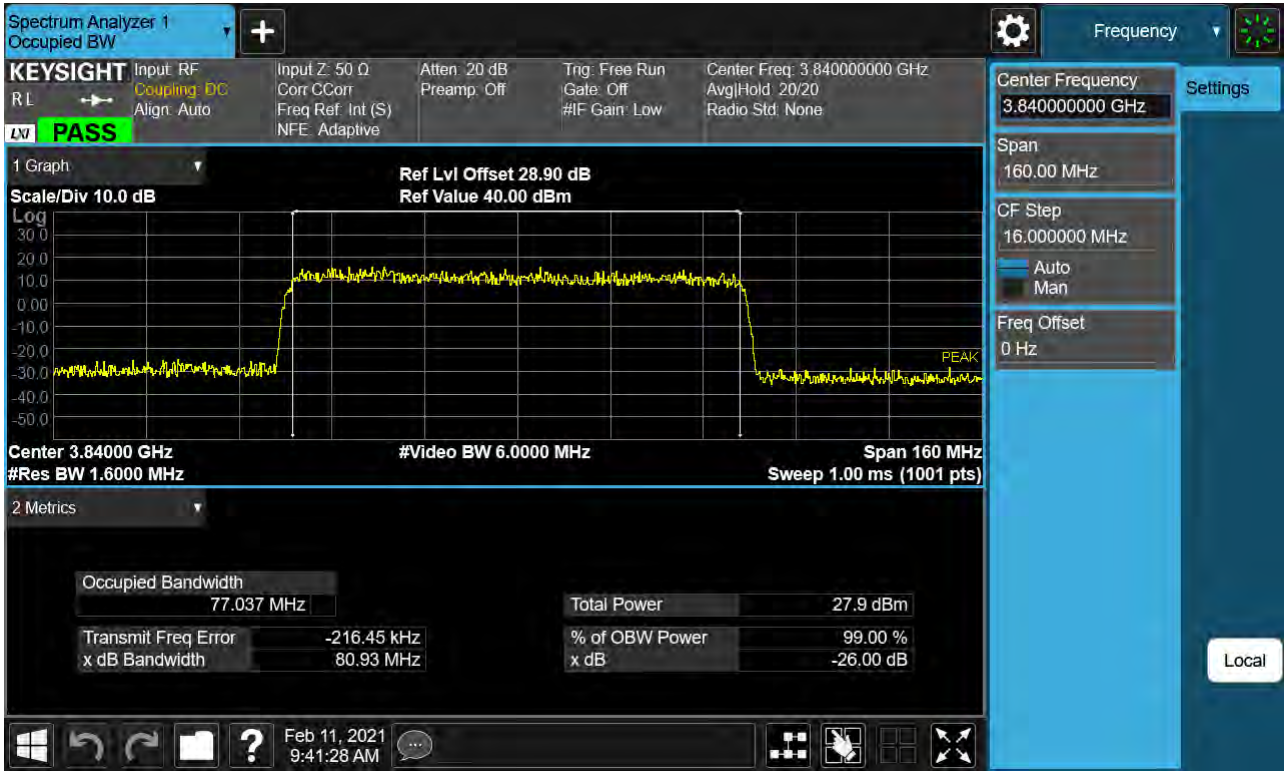 Spectrum Analyzer 1
Occupied BW
Frequency
KEYSIGHT
RL
LXI
PASS
Input: RF
Coupling: DC
Align: Auto
Input Z: 50 Ω
Corr CCorr
Freq Ref: Int (S)
NFE: Adaptive
Atten: 20 dB
Preamp: Off
Trig: Free Run
Gate: Off
#IF Gain: Low
Center Freq: 3.840000000 GHz
Avg|Hold: 20/20
Radio Std: None
Center Frequency
3.840000000 GHz
Settings
Span
160.00 MHz
CF Step
16.000000 MHz
Auto
Man
Freq Offset
0 Hz
1 Graph
Scale/Div 10.0 dB
Ref Lvl Offset 28.90 dB
Ref Value 40.00 dBm
Log
30.0
20.0
10.0
0.00
-10.0
-20.0
-30.0
-40.0
-50.0
PEAK
Center 3.84000 GHz
#Video BW 6.0000 MHz
Span 160 MHz
#Res BW 1.6000 MHz
Sweep 1.00 ms (1001 pts)
2 Metrics
Occupied Bandwidth
77.037 MHz
Total Power 27.9 dBm
Transmit Freq Error -216.45 kHz
% of OBW Power 99.00 %
x dB Bandwidth 80.93 MHz
x dB -26.00 dB
Local
?
Feb 11, 2021
9:41:28 AM